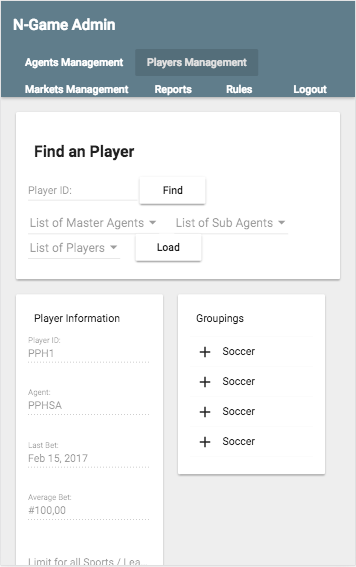 N-Game Admin
Agents Management Players Management
Markets Management Reports Rules Logout
Find an Player
Player ID: Find
List of Master Agents List of Sub Agents
List of Players Load
Player Information
Player ID:
PPH1
Agent:
PPHSA
Last Bet:
Feb 15, 2017
Average Bet:
#100,00
Limit for all Sports / Lea...
Groupings
Soccer
Soccer
Soccer
Soccer